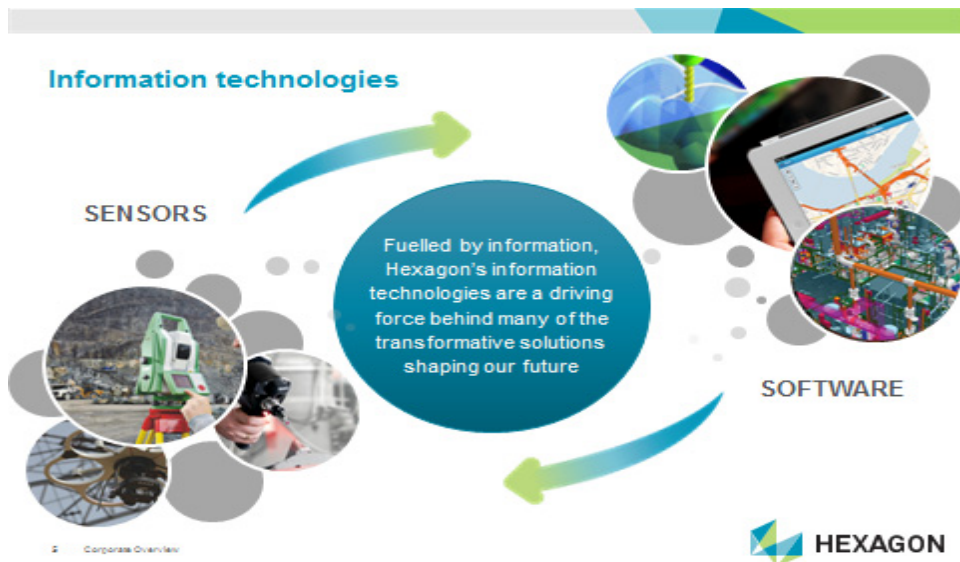 Information technologies
SENSORS
Fuelled by information,
Hexagon's information
technologies are a driving
force behind many of the
transformative solutions
shaping our future
SOFTWARE
Corporate Overview
HEXAGON